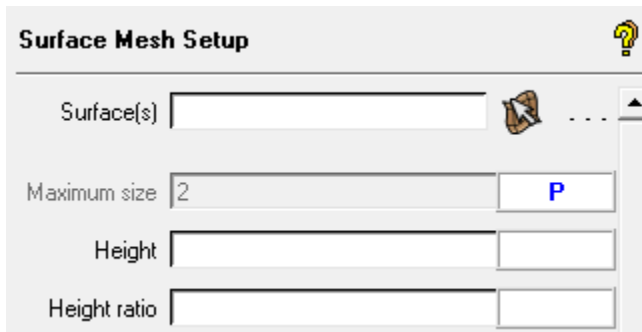 Surface Mesh Setup
Surface(s) ...
Maximum size 2 P
Height
Height ratio